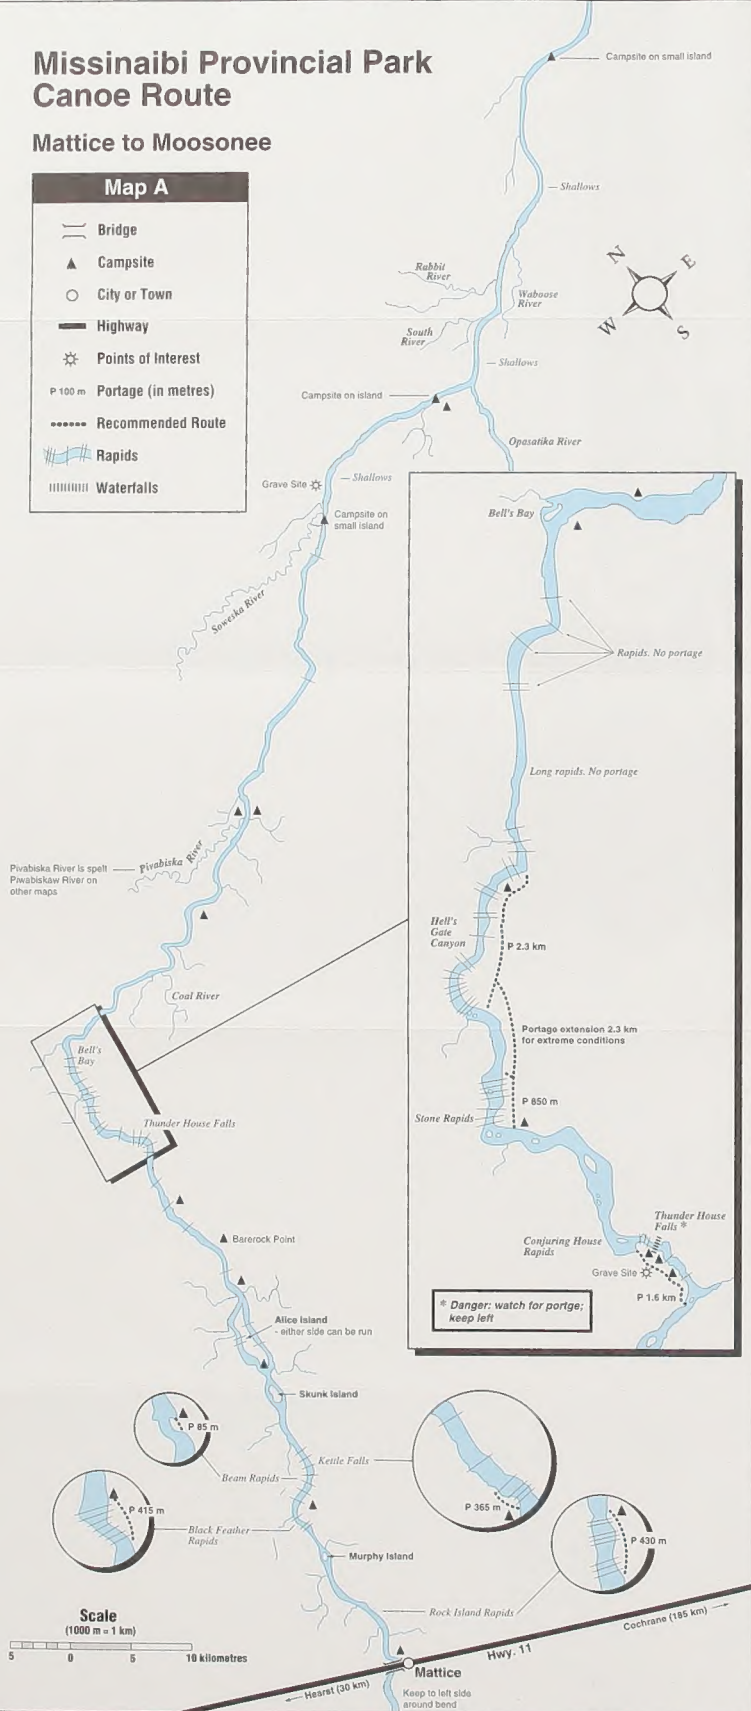 Missinaibi Provincial Park
Canoe Route
Mattice to Moosonee
Map A
Bridge
Campsite
City or Town
Highway
Points of Interest
P 100 m Portage (in metres)
Recommended Route
Rapids
Waterfalls
Campsite on small island
Shallows
N
E
W
S
Rabbit
River
Waboose
River
South
River
Shallows
Campsite on island
Opasatika River
Shallows
Grave Site
Campsite on
small island
Soweska River
Pivabiska River is spelt
Piwabiskaw River on
other maps
Pivabiska River
Coal River
Bell's
Bay
Thunder House Falls
Bell's Bay
Rapids. No portage
Long rapids. No portage
Hell's
Gate
Canyon
P 2.3 km
Portage extension 2.3 km
for extreme conditions
P 850 m
Stone Rapids
Thunder House
Falls *
Conjuring House
Rapids
Grave Site
P 1.6 km
* Danger: watch for portge;
keep left
Barerock Point
Alice Island
- either side can be run
Skunk Island
P 85 m
Kettle Falls
Beam Rapids
P 365 m
P 415 m
Black Feather
Rapids
P 430 m
Murphy Island
Rock Island Rapids
Scale
(1000 m = 1 km)
5 0 5 10 kilometres
Cochrane (185 km)
Hwy. 11
Mattice
Hearst (30 km)
Keep to left side
around bend